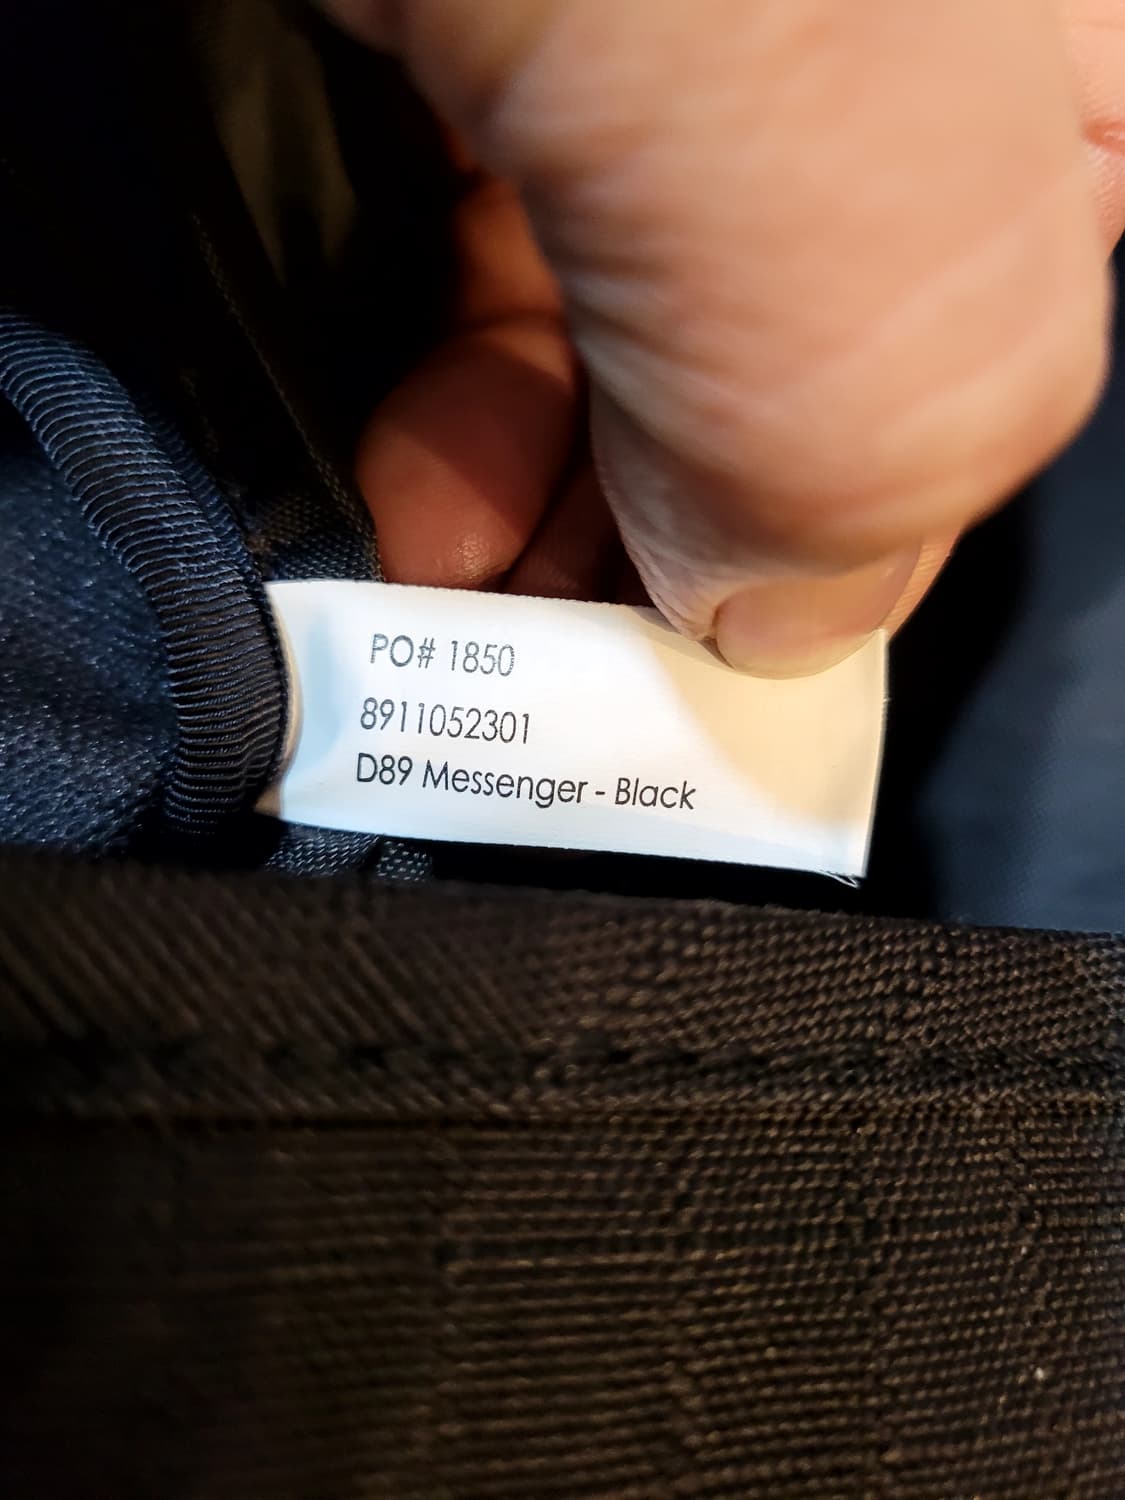 PO# 1850
8911052301
D89 Messenger - Black